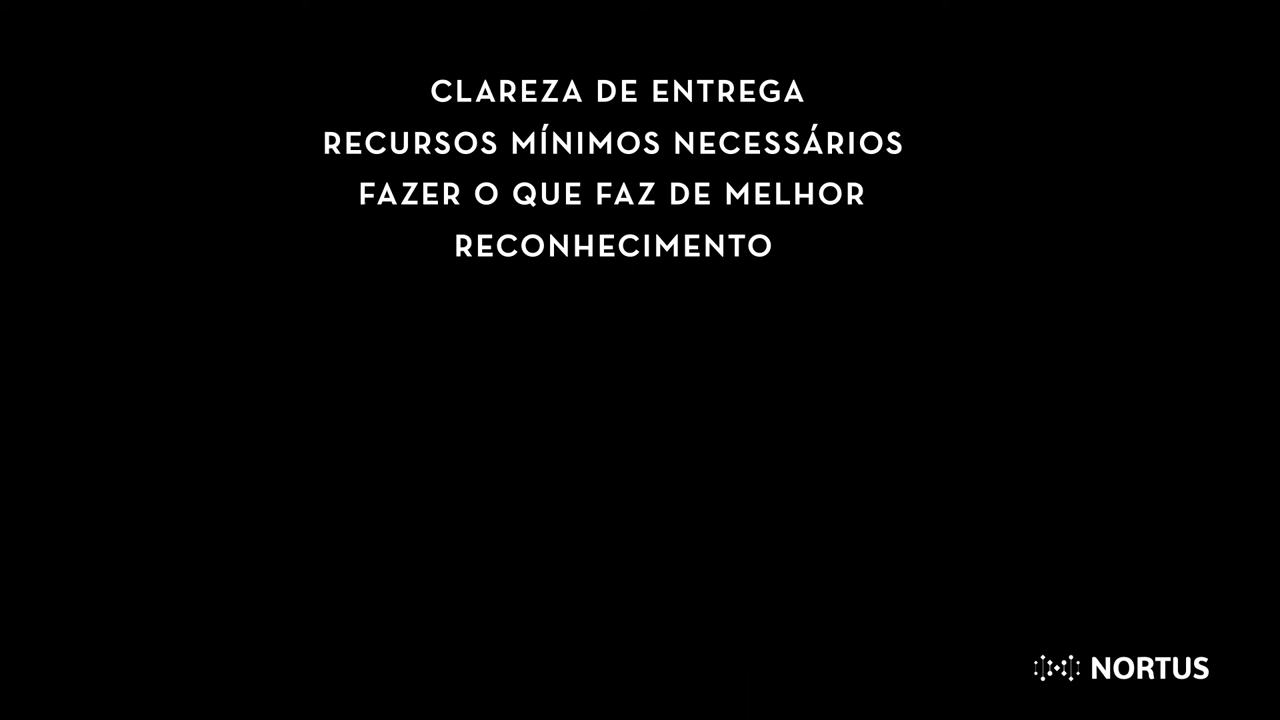 CLAREZA DE ENTREGA
RECURSOS MÍNIMOS NECESSÁRIOS
FAZER O QUE FAZ DE MELHOR
RECONHECIMENTO
NORTUS